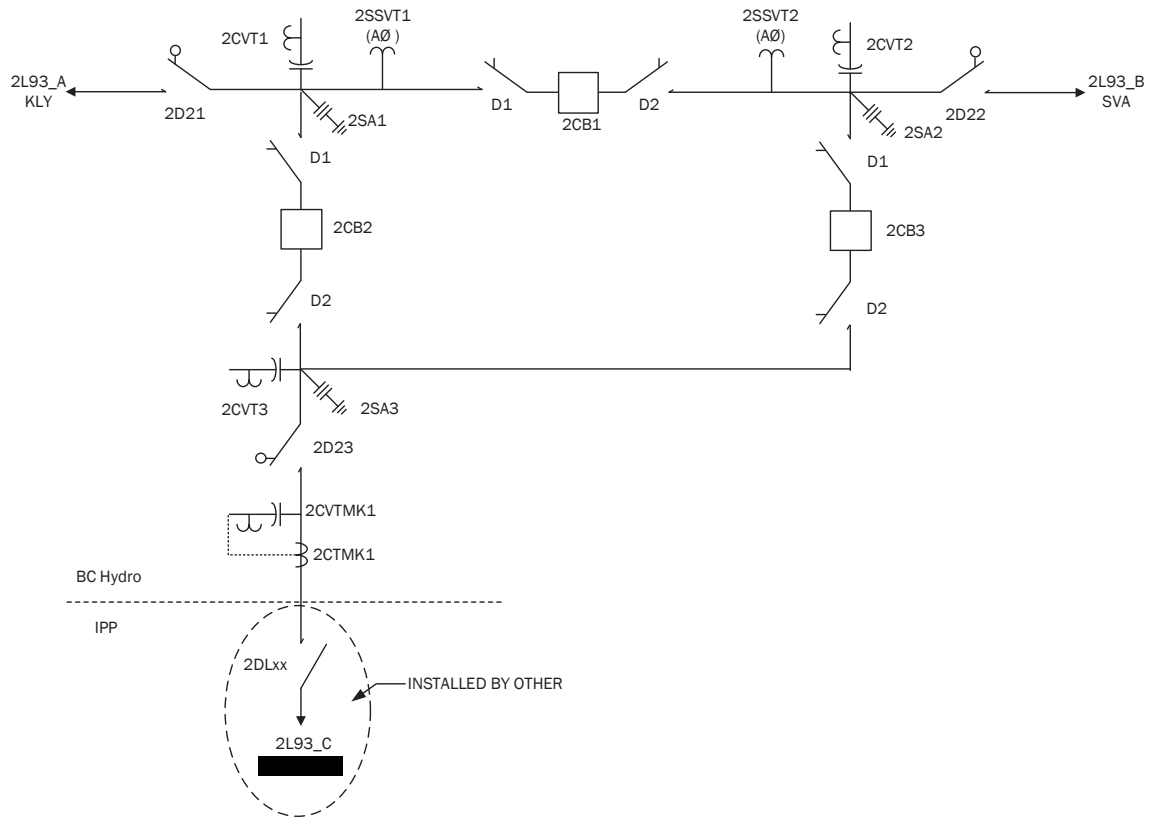 2SSVT1
(AØ )
2SSVT2
(AØ)
2CVT1
2CVT2
2L93_A
KLY
2D21
2SA1
D1
2CB1
D2
2SA2
2D22
2L93_B
SVA
D1
D1
2CB2
2CB3
D2
D2
2CVT3
2SA3
2D23
2CVTMK1
2CTMK1
BC Hydro
IPP
2DLxx
INSTALLED BY OTHER
2L93_C